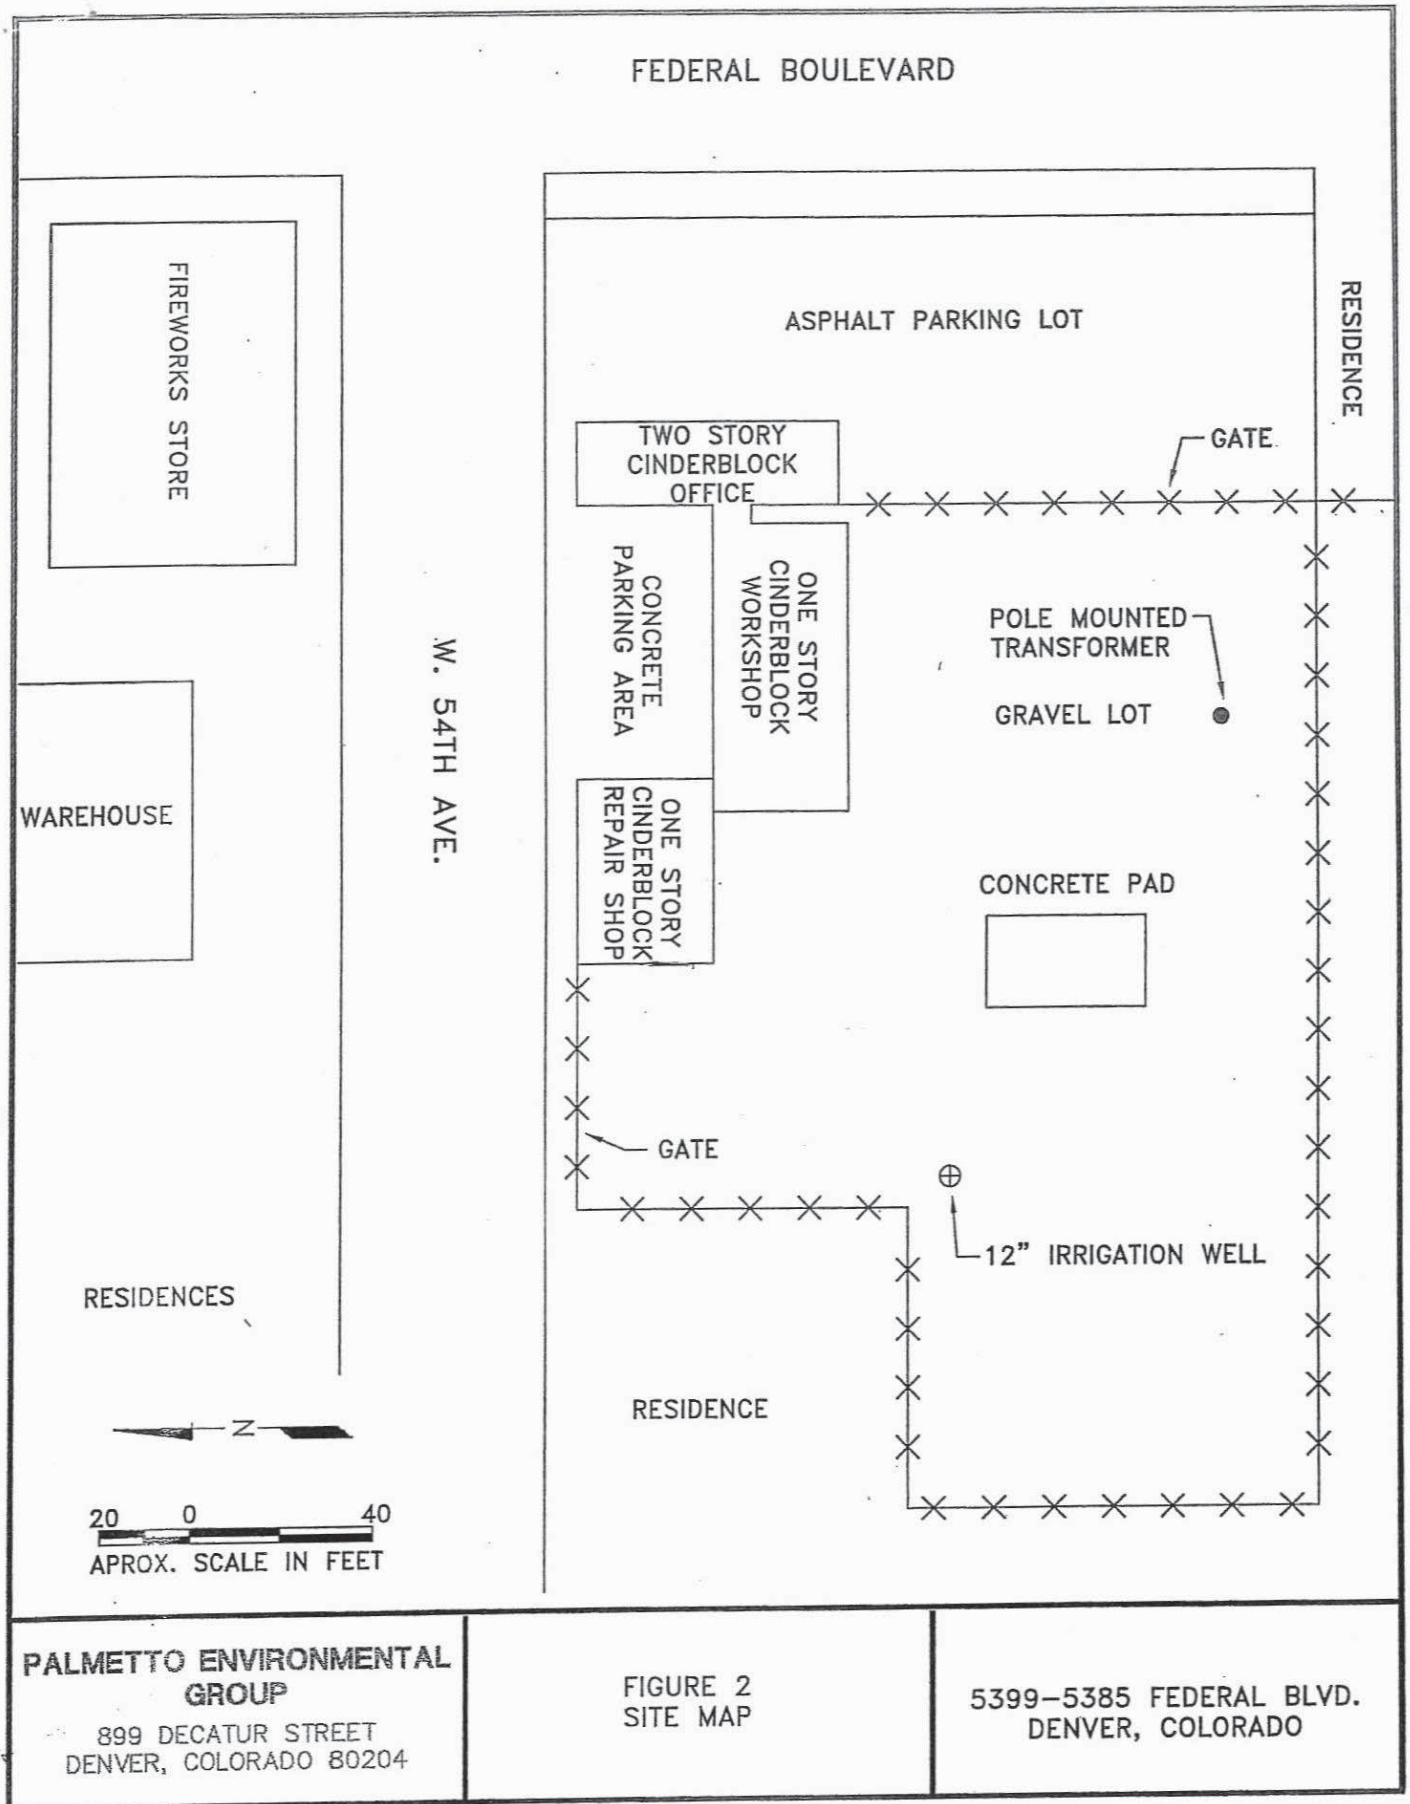 FEDERAL BOULEVARD
FIREWORKS STORE
ASPHALT PARKING LOT
RESIDENCE
TWO STORY
CINDERBLOCK
OFFICE
GATE
CONCRETE
PARKING AREA
ONE STORY
CINDERBLOCK
WORKSHOP
POLE MOUNTED
TRANSFORMER
GRAVEL LOT
W. 54TH AVE.
WAREHOUSE
ONE STORY
CINDERBLOCK
REPAIR SHOP
CONCRETE PAD
GATE
12” IRRIGATION WELL
RESIDENCES
RESIDENCE
N
20 0 40
APROX. SCALE IN FEET
PALMETTO ENVIRONMENTAL
GROUP
899 DECATUR STREET
DENVER, COLORADO 80204
FIGURE 2
SITE MAP
5399-5385 FEDERAL BLVD.
DENVER, COLORADO